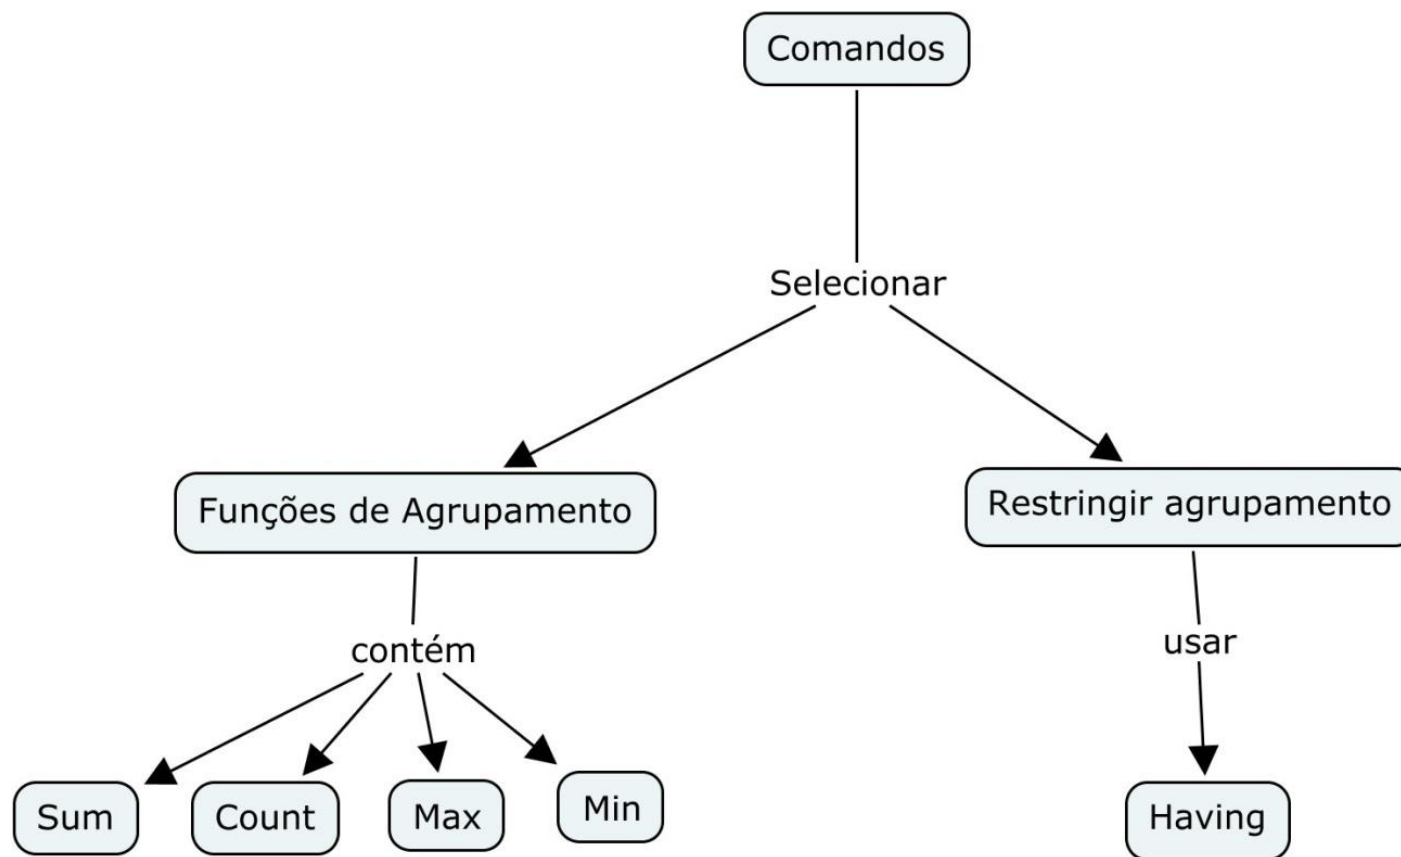 Comandos
Selecionar
Funções de Agrupamento
Restringir agrupamento
contém
usar
Sum
Count
Max
Min
Having